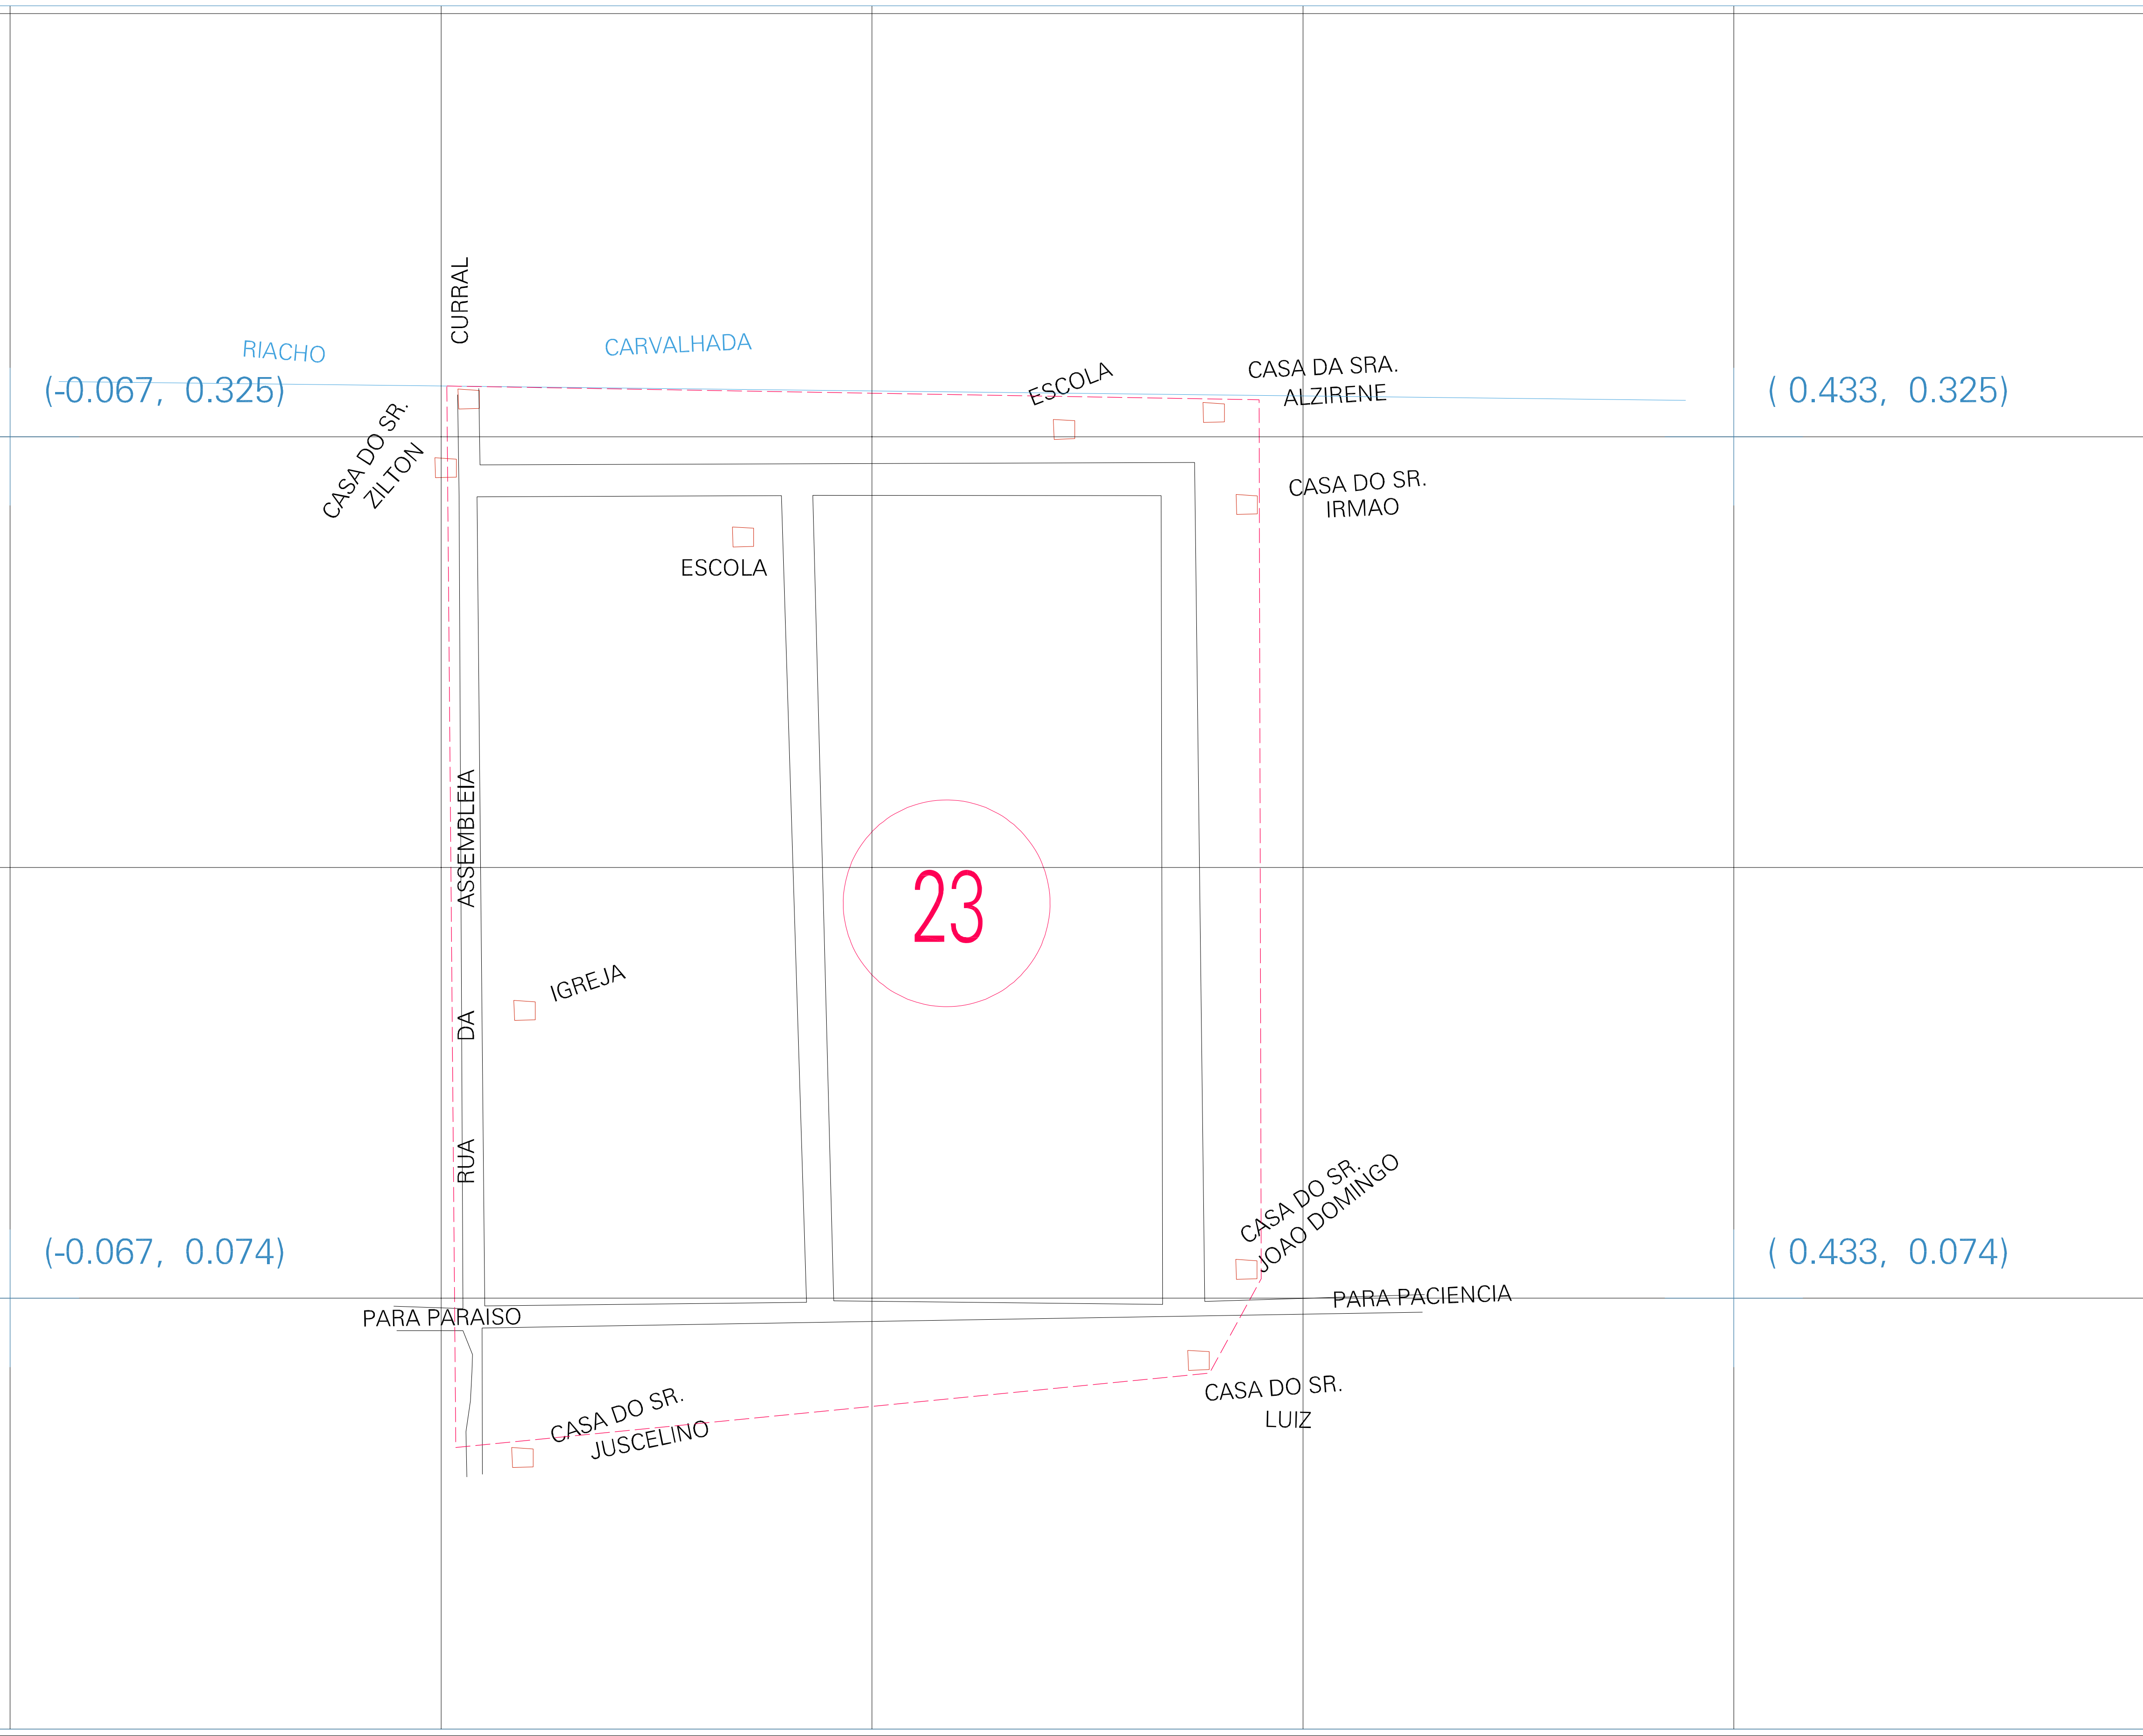 CURRAL
RIACHO
CARVALHADA
(-0.067, 0.325)
( 0.433, 0.325)
ESCOLA
CASA DA SRA.
ALZIRENE
CASA DO SR.
ZILTON
CASA DO SR.
IRMAO
ESCOLA
RUA DA ASSEMBLEIA
23
IGREJA
CASA DO SR.
JOAO DOMINGO
(-0.067, 0.074)
( 0.433, 0.074)
PARA PARAISO
PARA PACIENCIA
CASA DO SR.
JUSCELINO
CASA DO SR.
LUIZ